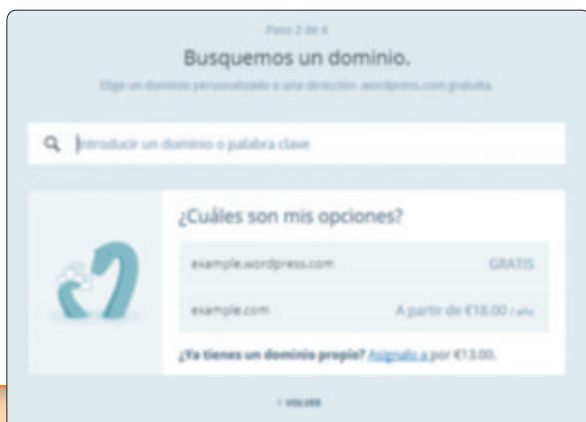 Paso 2 de 4
Busquemos un dominio.
Elige un dominio personalizado o una dirección .wordpress.com gratuita.
Introducir un dominio o palabra clave
¿Cuáles son mis opciones?
example.wordpress.com GRATIS
example.com A partir de €18.00 / año
¿Ya tienes un dominio propio? Asígnalo a por €13.00.
‹ VOLVER